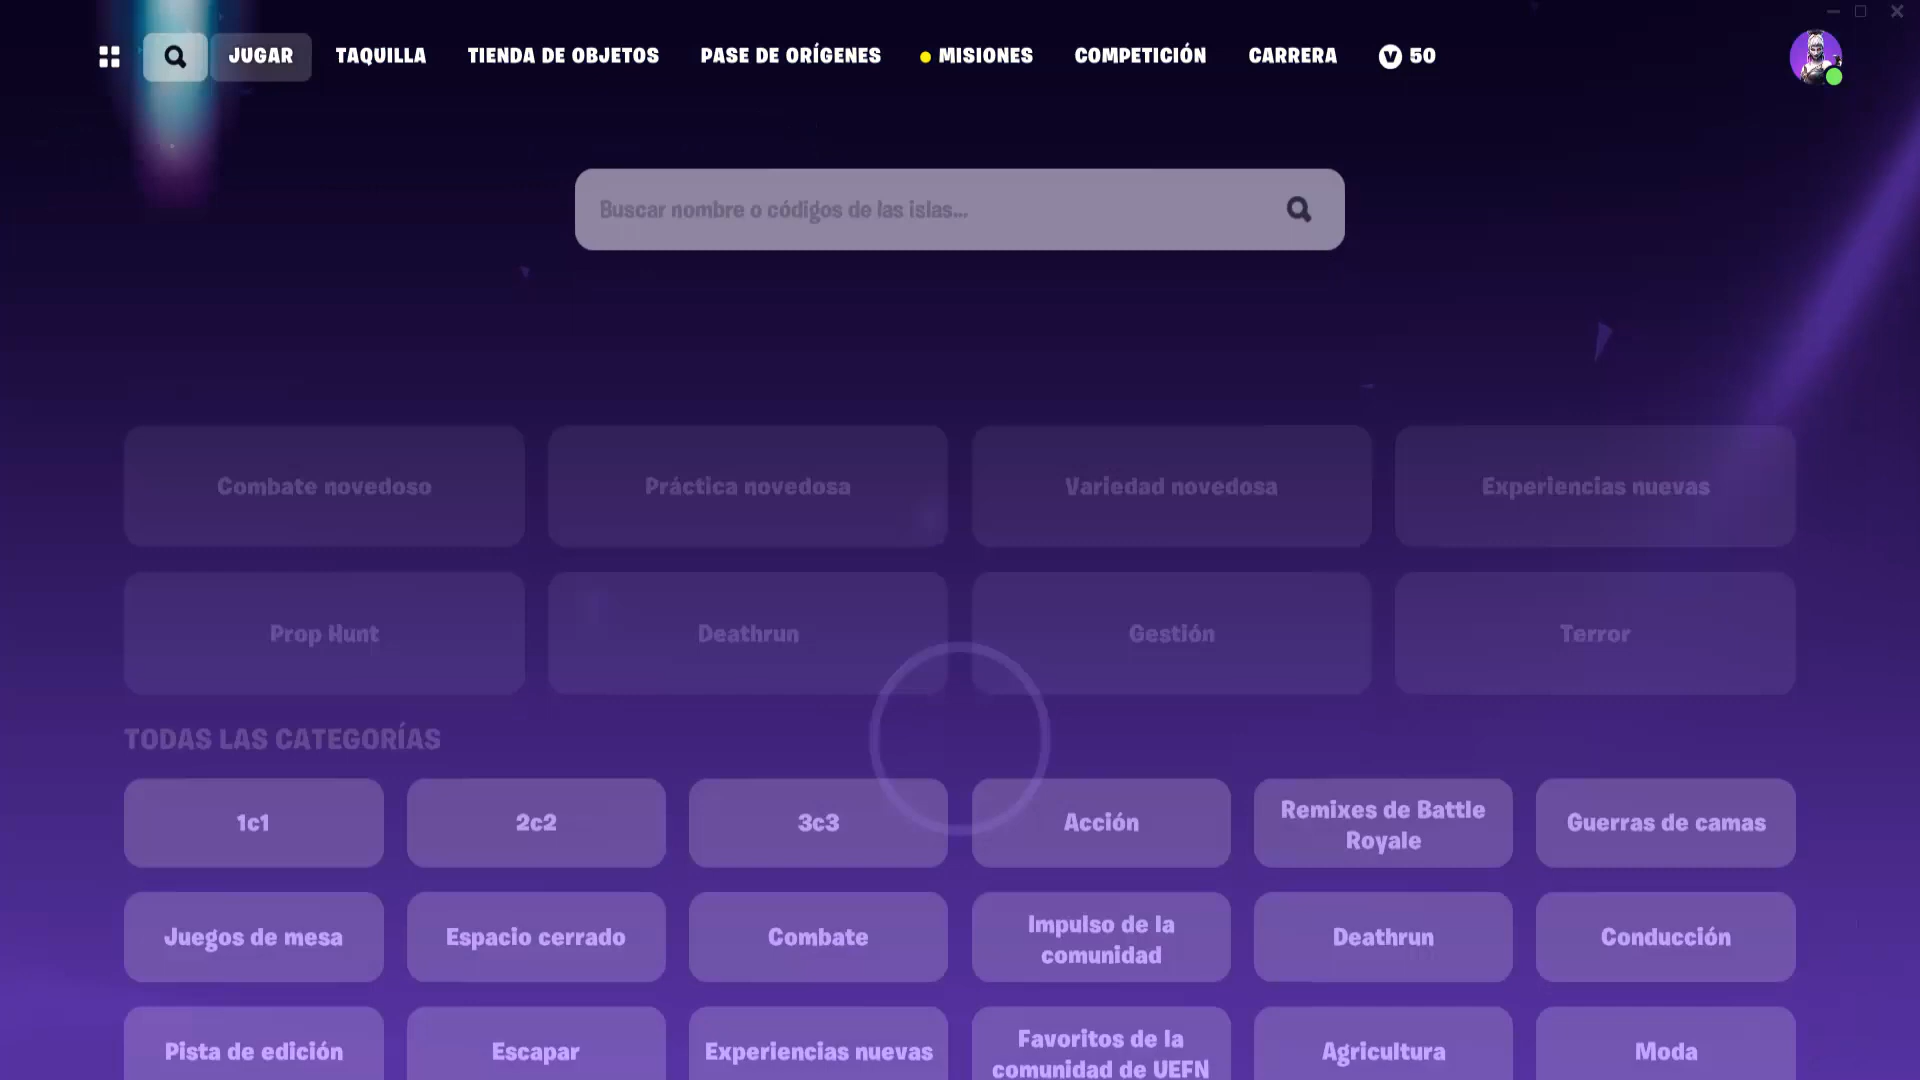 JUGAR TAQUILLA TIENDA DE OBJETOS PASE DE ORÍGENES MISIONES COMPETICIÓN CARRERA V 50
Buscar nombre o códigos de las islas...
Combate novedoso Práctica novedosa Variedad novedosa Experiencias nuevas
Prop Hunt Deathrun Gestión Terror
TODAS LAS CATEGORÍAS
1c1 2c2 3c3 Acción Remixes de Battle Royale Guerras de camas
Juegos de mesa Espacio cerrado Combate Impulso de la comunidad Deathrun Conducción
Pista de edición Escapar Experiencias nuevas Favoritos de la comunidad de UEFN Agricultura Moda